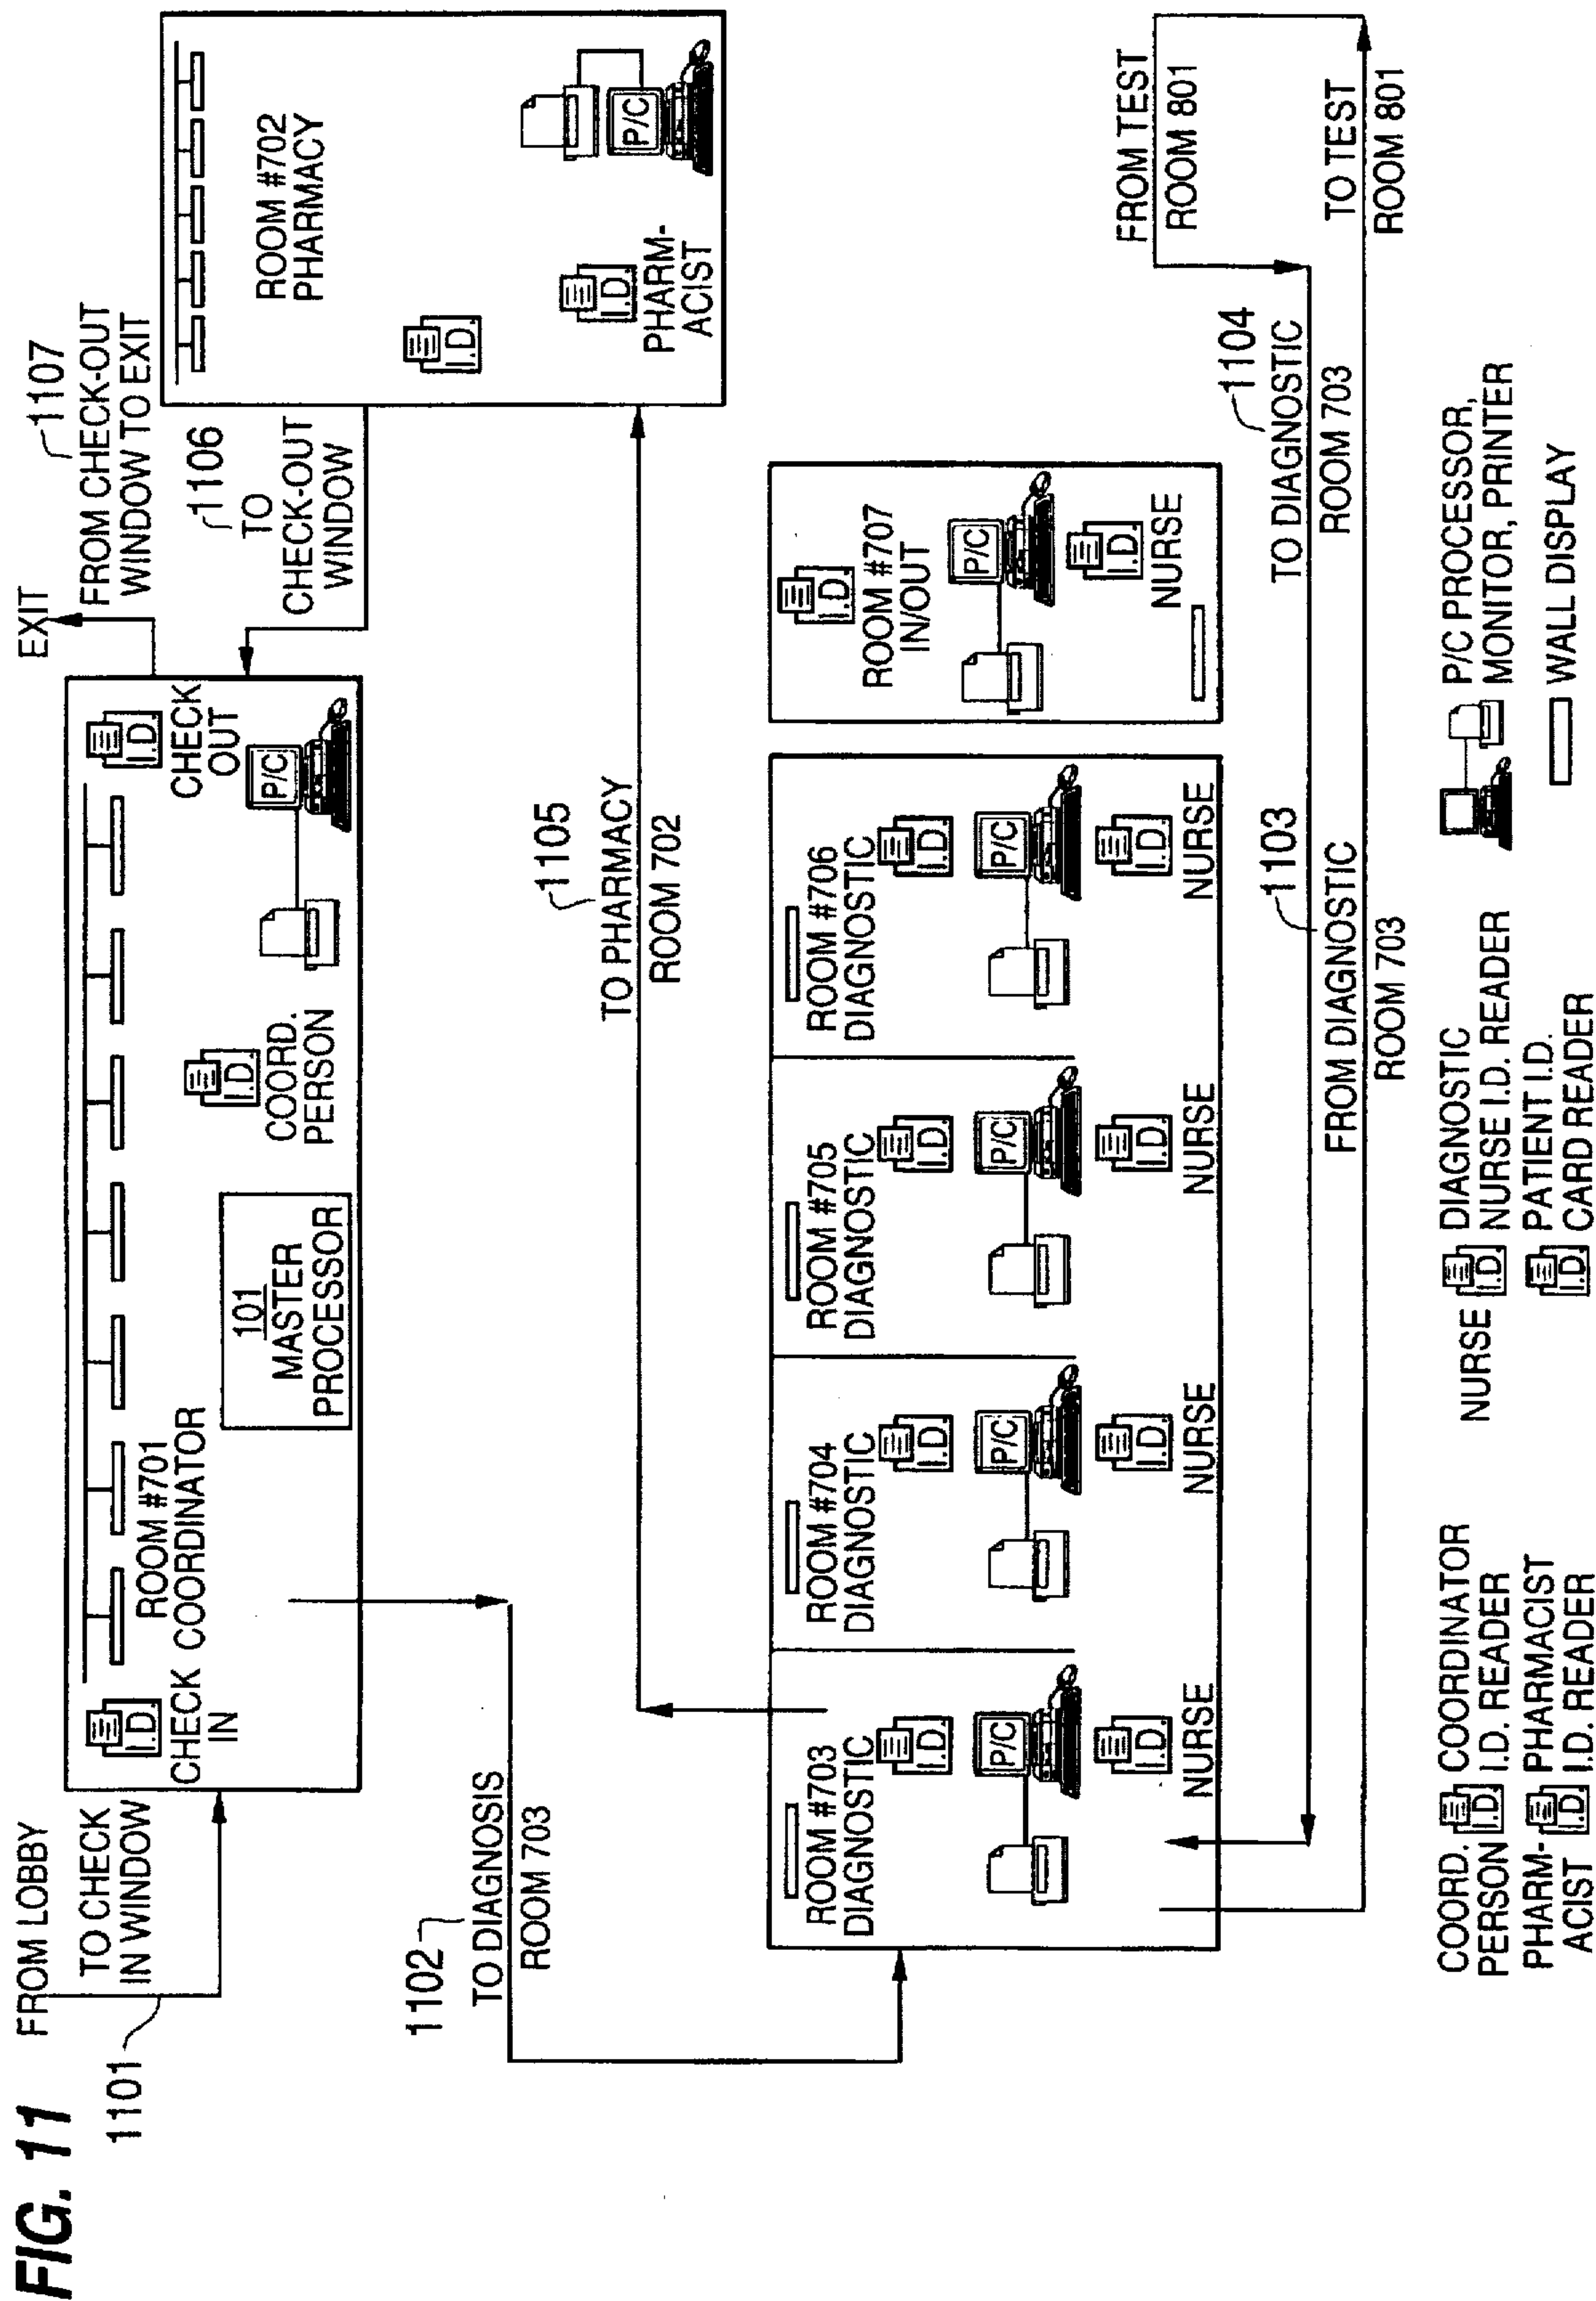 FIG. 11
FROM LOBBY
TO CHECK
IN WINDOW
1101
I.D.
CHECK
IN
ROOM #701
COORDINATOR
101
MASTER
PROCESSOR
I.D.
COORD.
PERSON
I.D.
CHECK
OUT
P/C
EXIT
1107
FROM CHECK-OUT
WINDOW TO EXIT
1106
TO
CHECK-OUT
WINDOW
ROOM #702
PHARMACY
I.D.
I.D.
PHARM-
ACIST
P/C
1102
TO DIAGNOSIS
ROOM 703
1105
TO PHARMACY
ROOM 702
ROOM #703
DIAGNOSTIC
I.D.
P/C
I.D.
NURSE
ROOM #704
DIAGNOSTIC
I.D.
P/C
I.D.
NURSE
ROOM #705
DIAGNOSTIC
I.D.
P/C
I.D.
NURSE
ROOM #706
DIAGNOSTIC
I.D.
P/C
I.D.
NURSE
I.D.
ROOM #707
IN/OUT
P/C
I.D.
NURSE
FROM TEST
ROOM 801
1104
TO DIAGNOSTIC
ROOM 703
1103
FROM DIAGNOSTIC
ROOM 703
TO TEST
ROOM 801
COORD.
PERSON
I.D.
COORDINATOR
I.D. READER
PHARM-
ACIST
I.D.
PHARMACIST
I.D. READER
NURSE
I.D.
DIAGNOSTIC
NURSE I.D. READER
I.D.
PATIENT I.D.
CARD READER
P/C PROCESSOR,
MONITOR, PRINTER
WALL DISPLAY